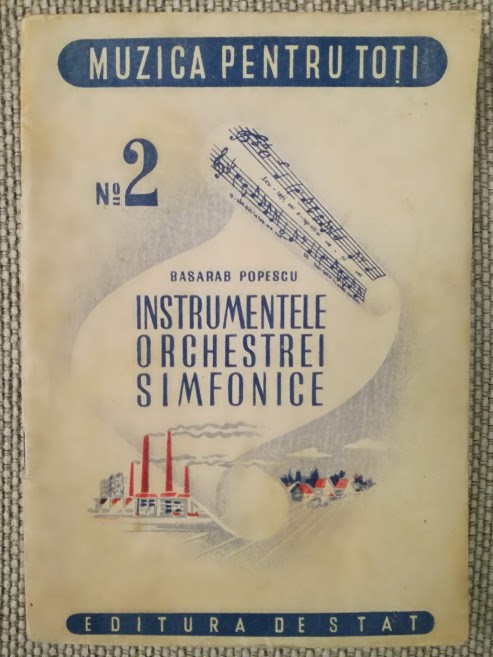 MUZICA PENTRU TOȚI
Nº 2
BASARAB POPESCU
INSTRUMENTELE
ORCHESTREI
SIMFONICE
EDITURA DE STAT